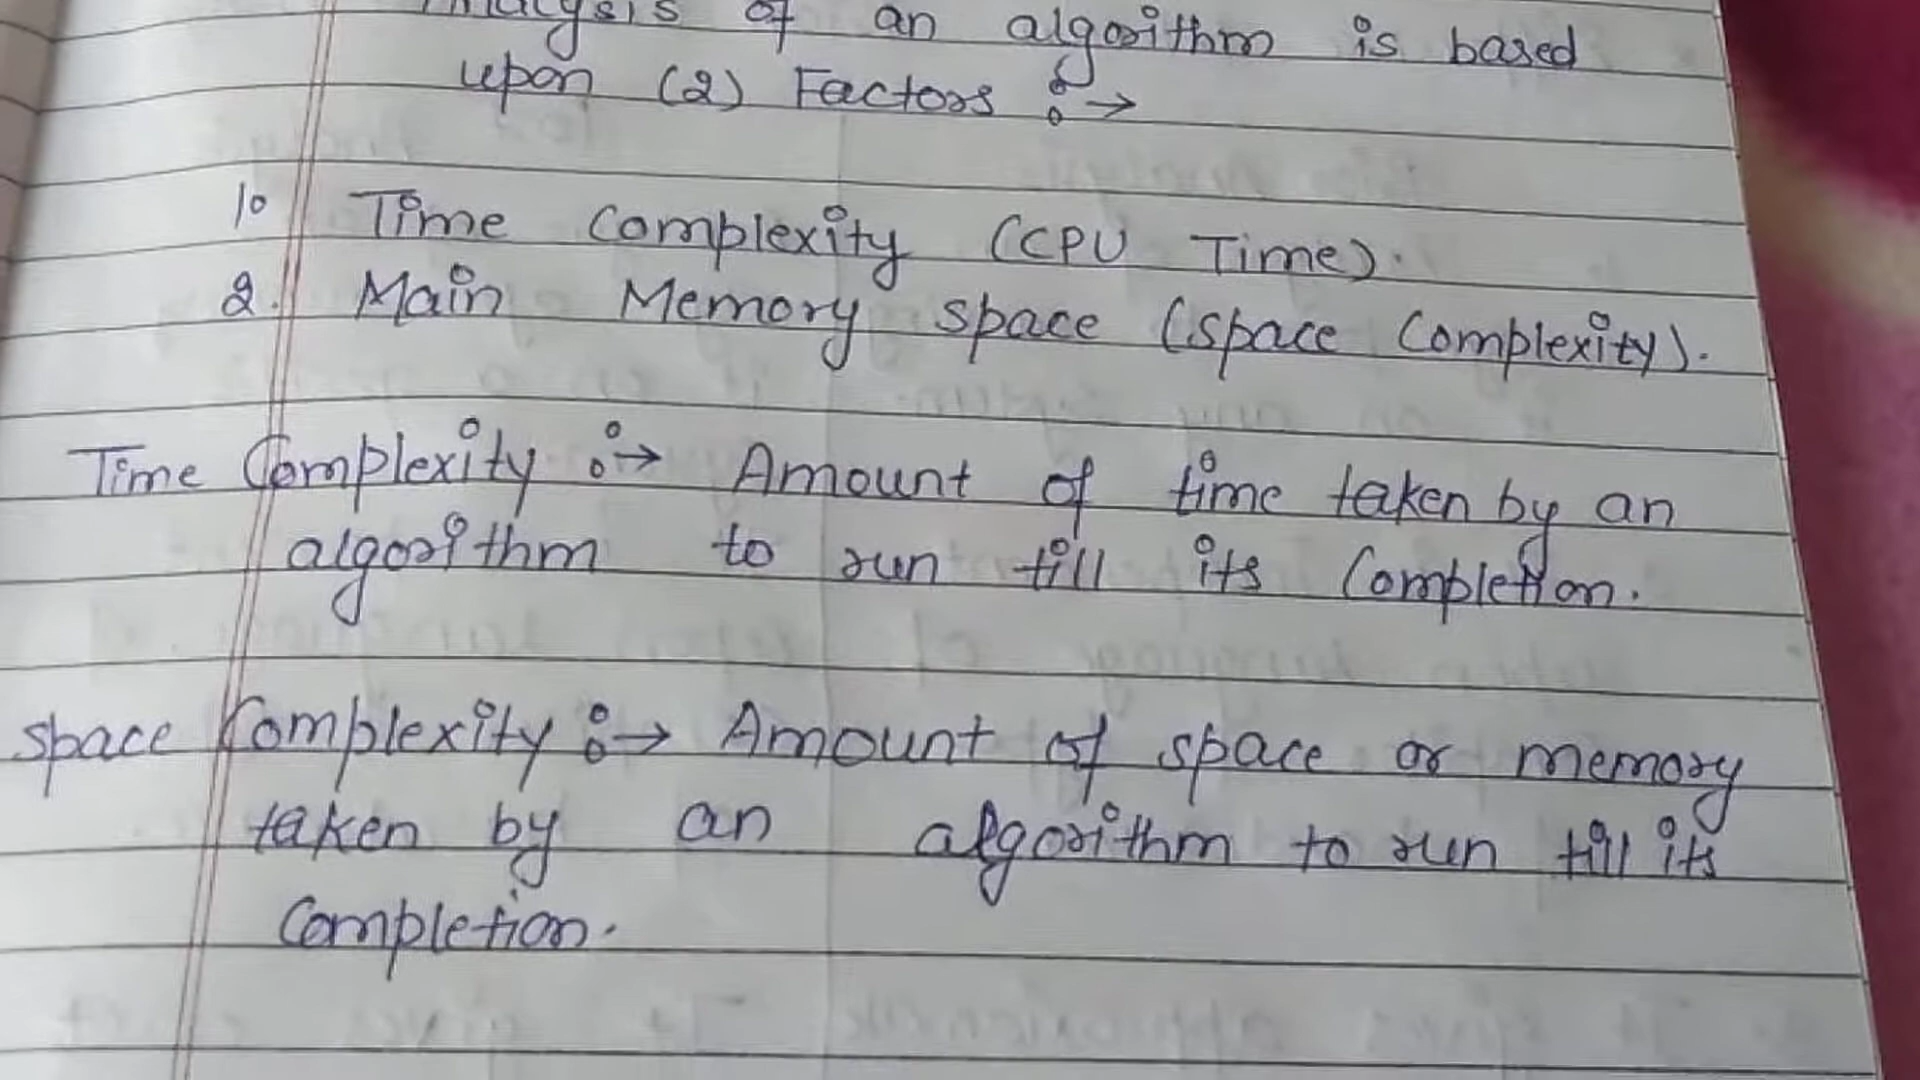 Analysis of an algorithm is based
upon (2) Factors :→
1. Time Complexity (CPU Time).
2. Main Memory space (space Complexity).
Time Complexity :→ Amount of time taken by an
algorithm to run till its Completion.
space Complexity :→ Amount of space or memory
taken by an algorithm to run till its
Completion.